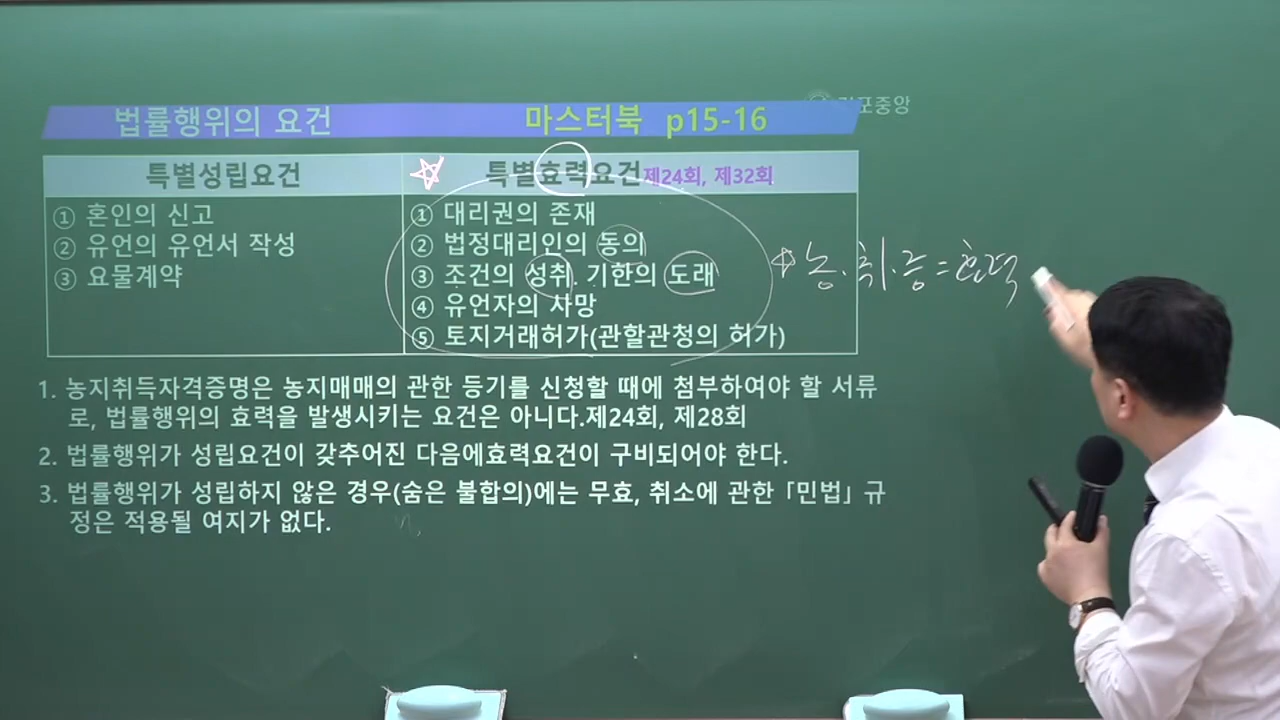 법률행위의 요건 마스터북 p15-16
포중앙
특별성립요건 특별효력요건 제24회, 제32회
① 혼인의 신고
② 유언의 유언서 작성
③ 요물계약
① 대리권의 존재
② 법정대리인의 동의
③ 조건의 성취. 기한의 도래
④ 유언자의 사망
⑤ 토지거래허가(관할관청의 허가)
농.취.증=효력
1. 농지취득자격증명은 농지매매의 관한 등기를 신청할 때에 첨부하여야 할 서류
로, 법률행위의 효력을 발생시키는 요건은 아니다.제24회, 제28회
2. 법률행위가 성립요건이 갖추어진 다음에효력요건이 구비되어야 한다.
3. 법률행위가 성립하지 않은 경우(숨은 불합의)에는 무효, 취소에 관한 「민법」 규
정은 적용될 여지가 없다.